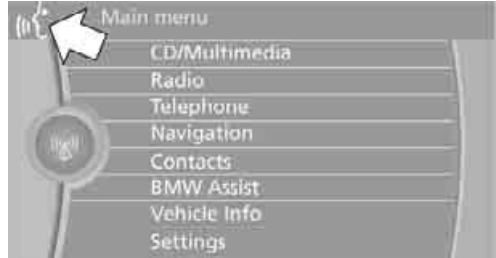 Main menu
CD/Multimedia
Radio
Telephone
Navigation
Contacts
BMW Assist
Vehicle Info
Settings